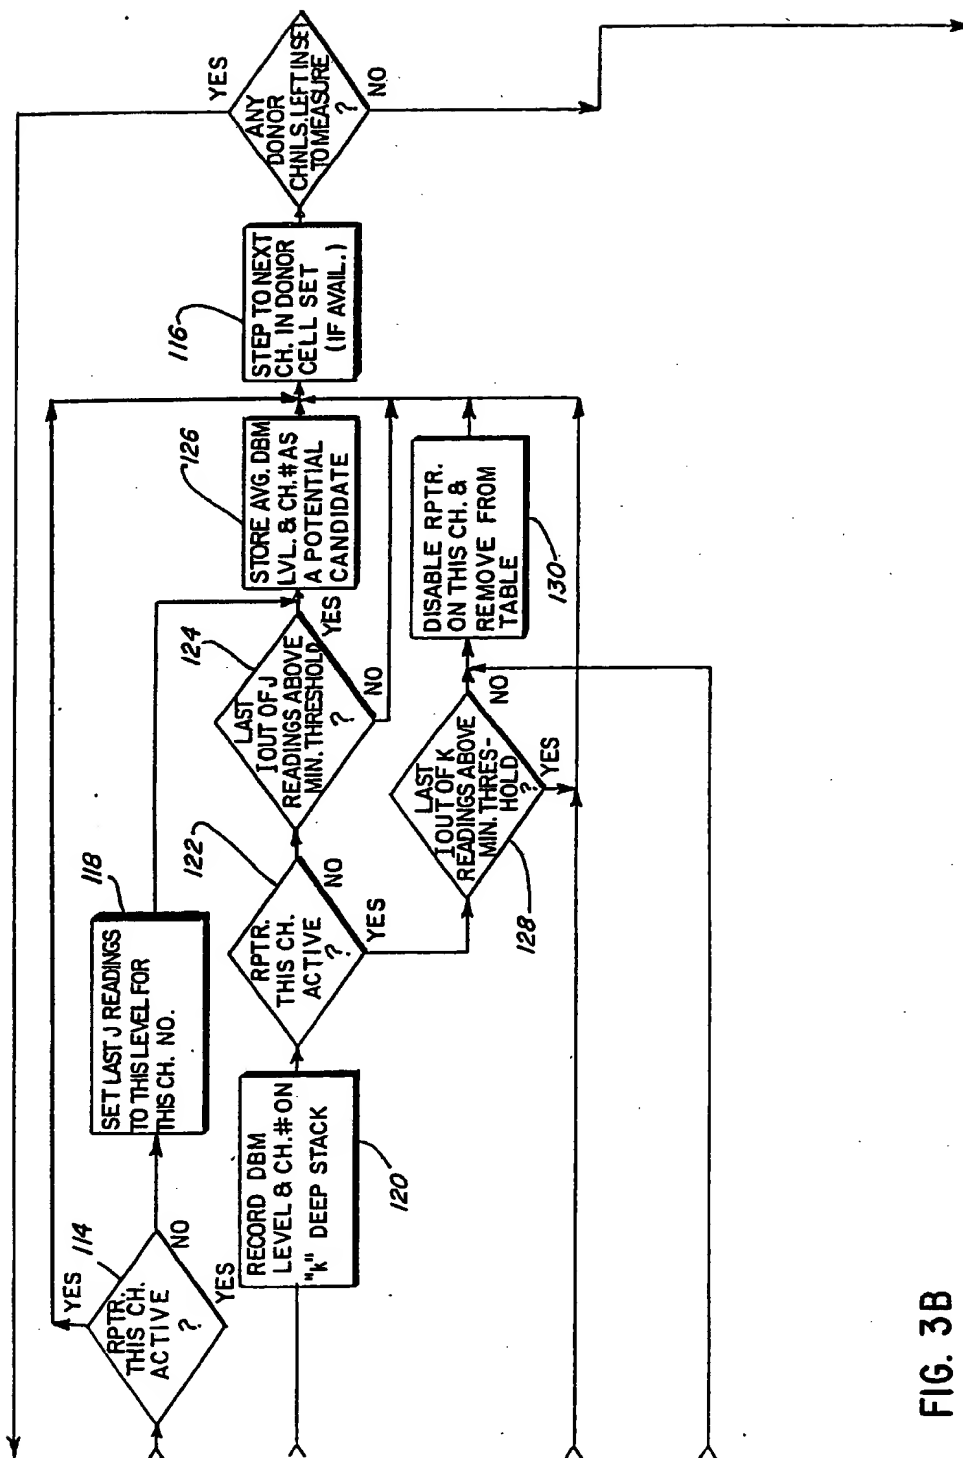 RPTR.
THIS CH.
ACTIVE
?
114
YES
NO
YES
SET LAST J READINGS
TO THIS LEVEL FOR
THIS CH. NO.
118
RECORD DBM
LEVEL & CH.# ON
"k" DEEP STACK
120
RPTR.
THIS CH.
ACTIVE
?
122
NO
YES
LAST
I OUT OF J
READINGS ABOVE
MIN. THRESHOLD
?
124
YES
NO
STORE AVG. DBM
LVL. & CH.# AS
A POTENTIAL
CANDIDATE
126
LAST
I OUT OF K
READINGS ABOVE
MIN. THRES-
HOLD
?
128
NO
YES
DISABLE RPTR.
ON THIS CH. &
REMOVE FROM
TABLE
130
STEP TO NEXT
CH. IN DONOR
CELL SET
(IF AVAIL.)
116
ANY
DONOR
CHNLS. LEFT IN SET
TO MEASURE
?
YES
NO
FIG. 3B